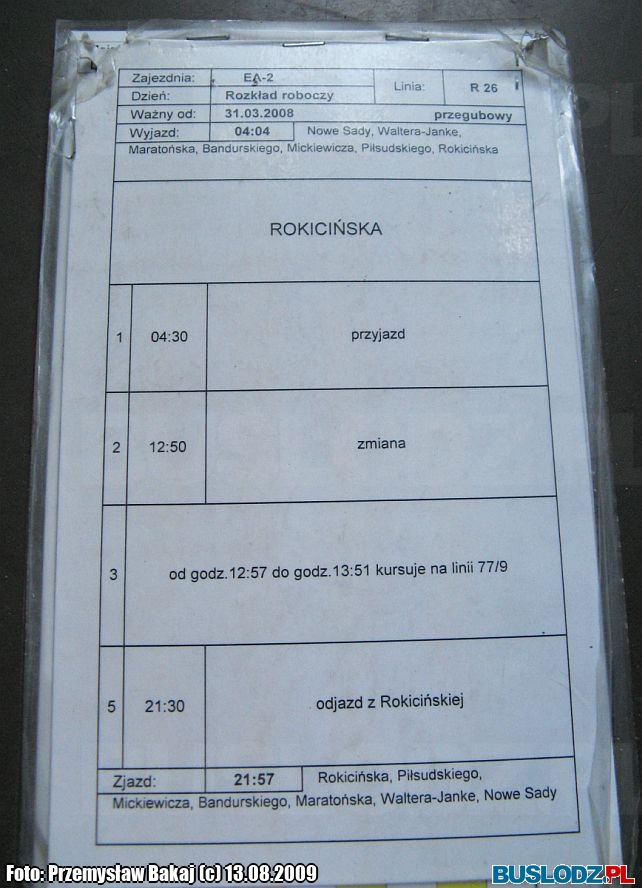 Zajezdnia: EA-2 Linia: R 26
Dzień: Rozkład roboczy
Ważny od: 31.03.2008 przegubowy
Wyjazd: 04:04 Nowe Sady, Waltera-Janke,
Maratońska, Bandurskiego, Mickiewicza, Piłsudskiego, Rokicińska
ROKICIŃSKA
1 04:30 przyjazd
2 12:50 zmiana
3 od godz.12:57 do godz.13:51 kursuje na linii 77/9
5 21:30 odjazd z Rokicińskiej
Zjazd: 21:57 Rokicińska, Piłsudskiego,
Mickiewicza, Bandurskiego, Maratońska, Waltera-Janke, Nowe Sady
Foto: Przemysław Bakaj (c) 13.08.2009
BUSLODZ.PL